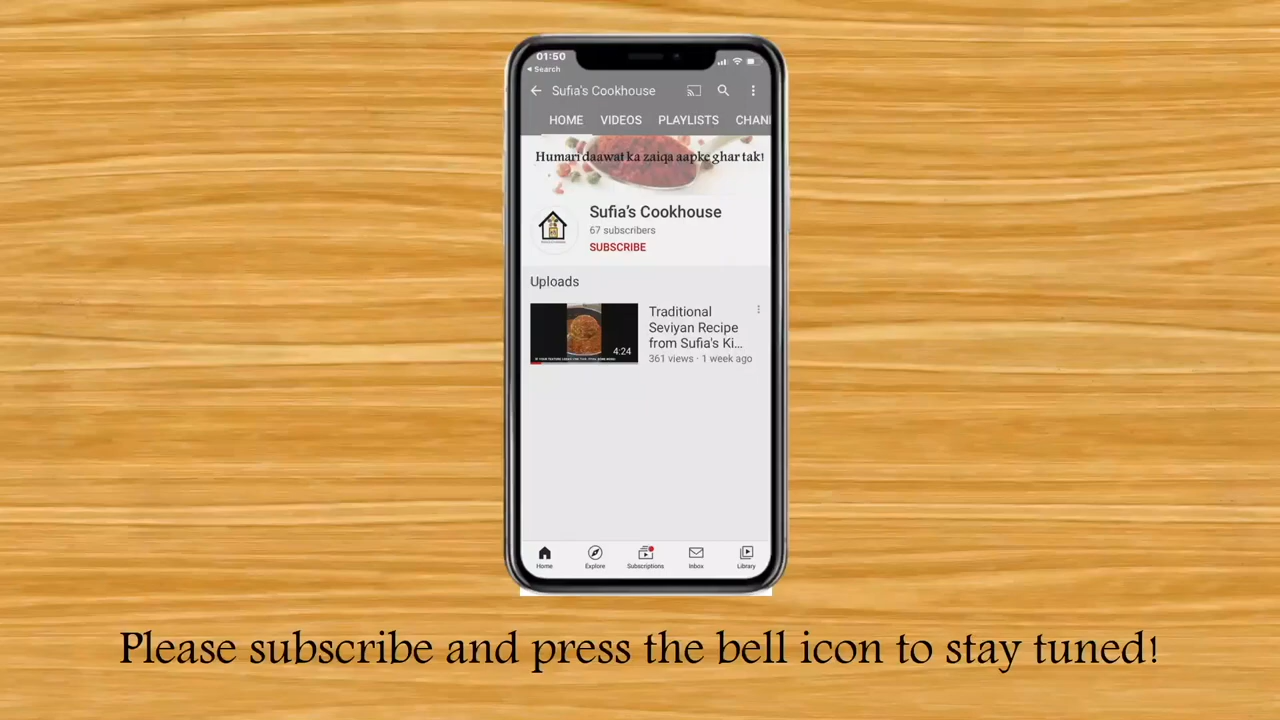 01:50
Search
Sufia's Cookhouse
HOME VIDEOS PLAYLISTS CHAN
Humari daawat ka zaiqa aapke ghar tak!
Sufia's Cookhouse
67 subscribers
SUBSCRIBE
Uploads
Traditional
Seviyan Recipe
from Sufia's Ki...
361 views · 1 week ago
4:24
Home Explore Subscriptions Inbox Library
Please subscribe and press the bell icon to stay tuned!